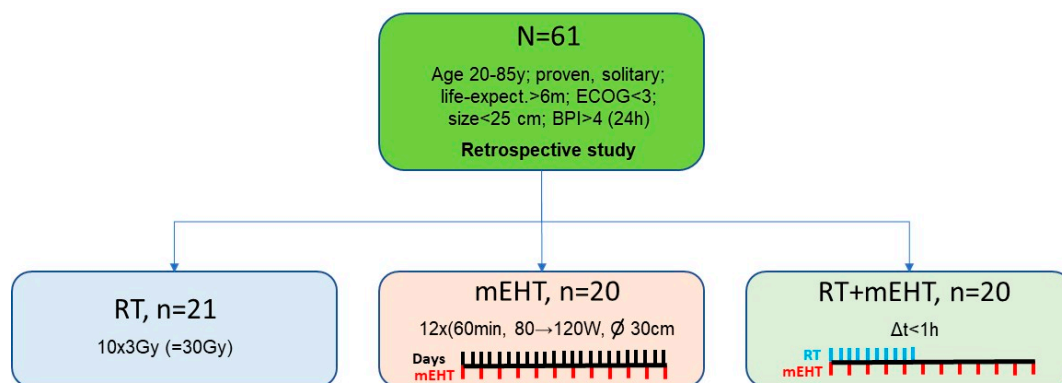 N=61
Age 20-85y; proven, solitary;
life-expect.>6m; ECOG<3;
size<25 cm; BPI>4 (24h)
Retrospective study
RT, n=21
10x3Gy (=30Gy)
mEHT, n=20
12x(60min, 80→120W, Ø 30cm
Days
mEHT
RT+mEHT, n=20
Δt<1h
RT
mEHT